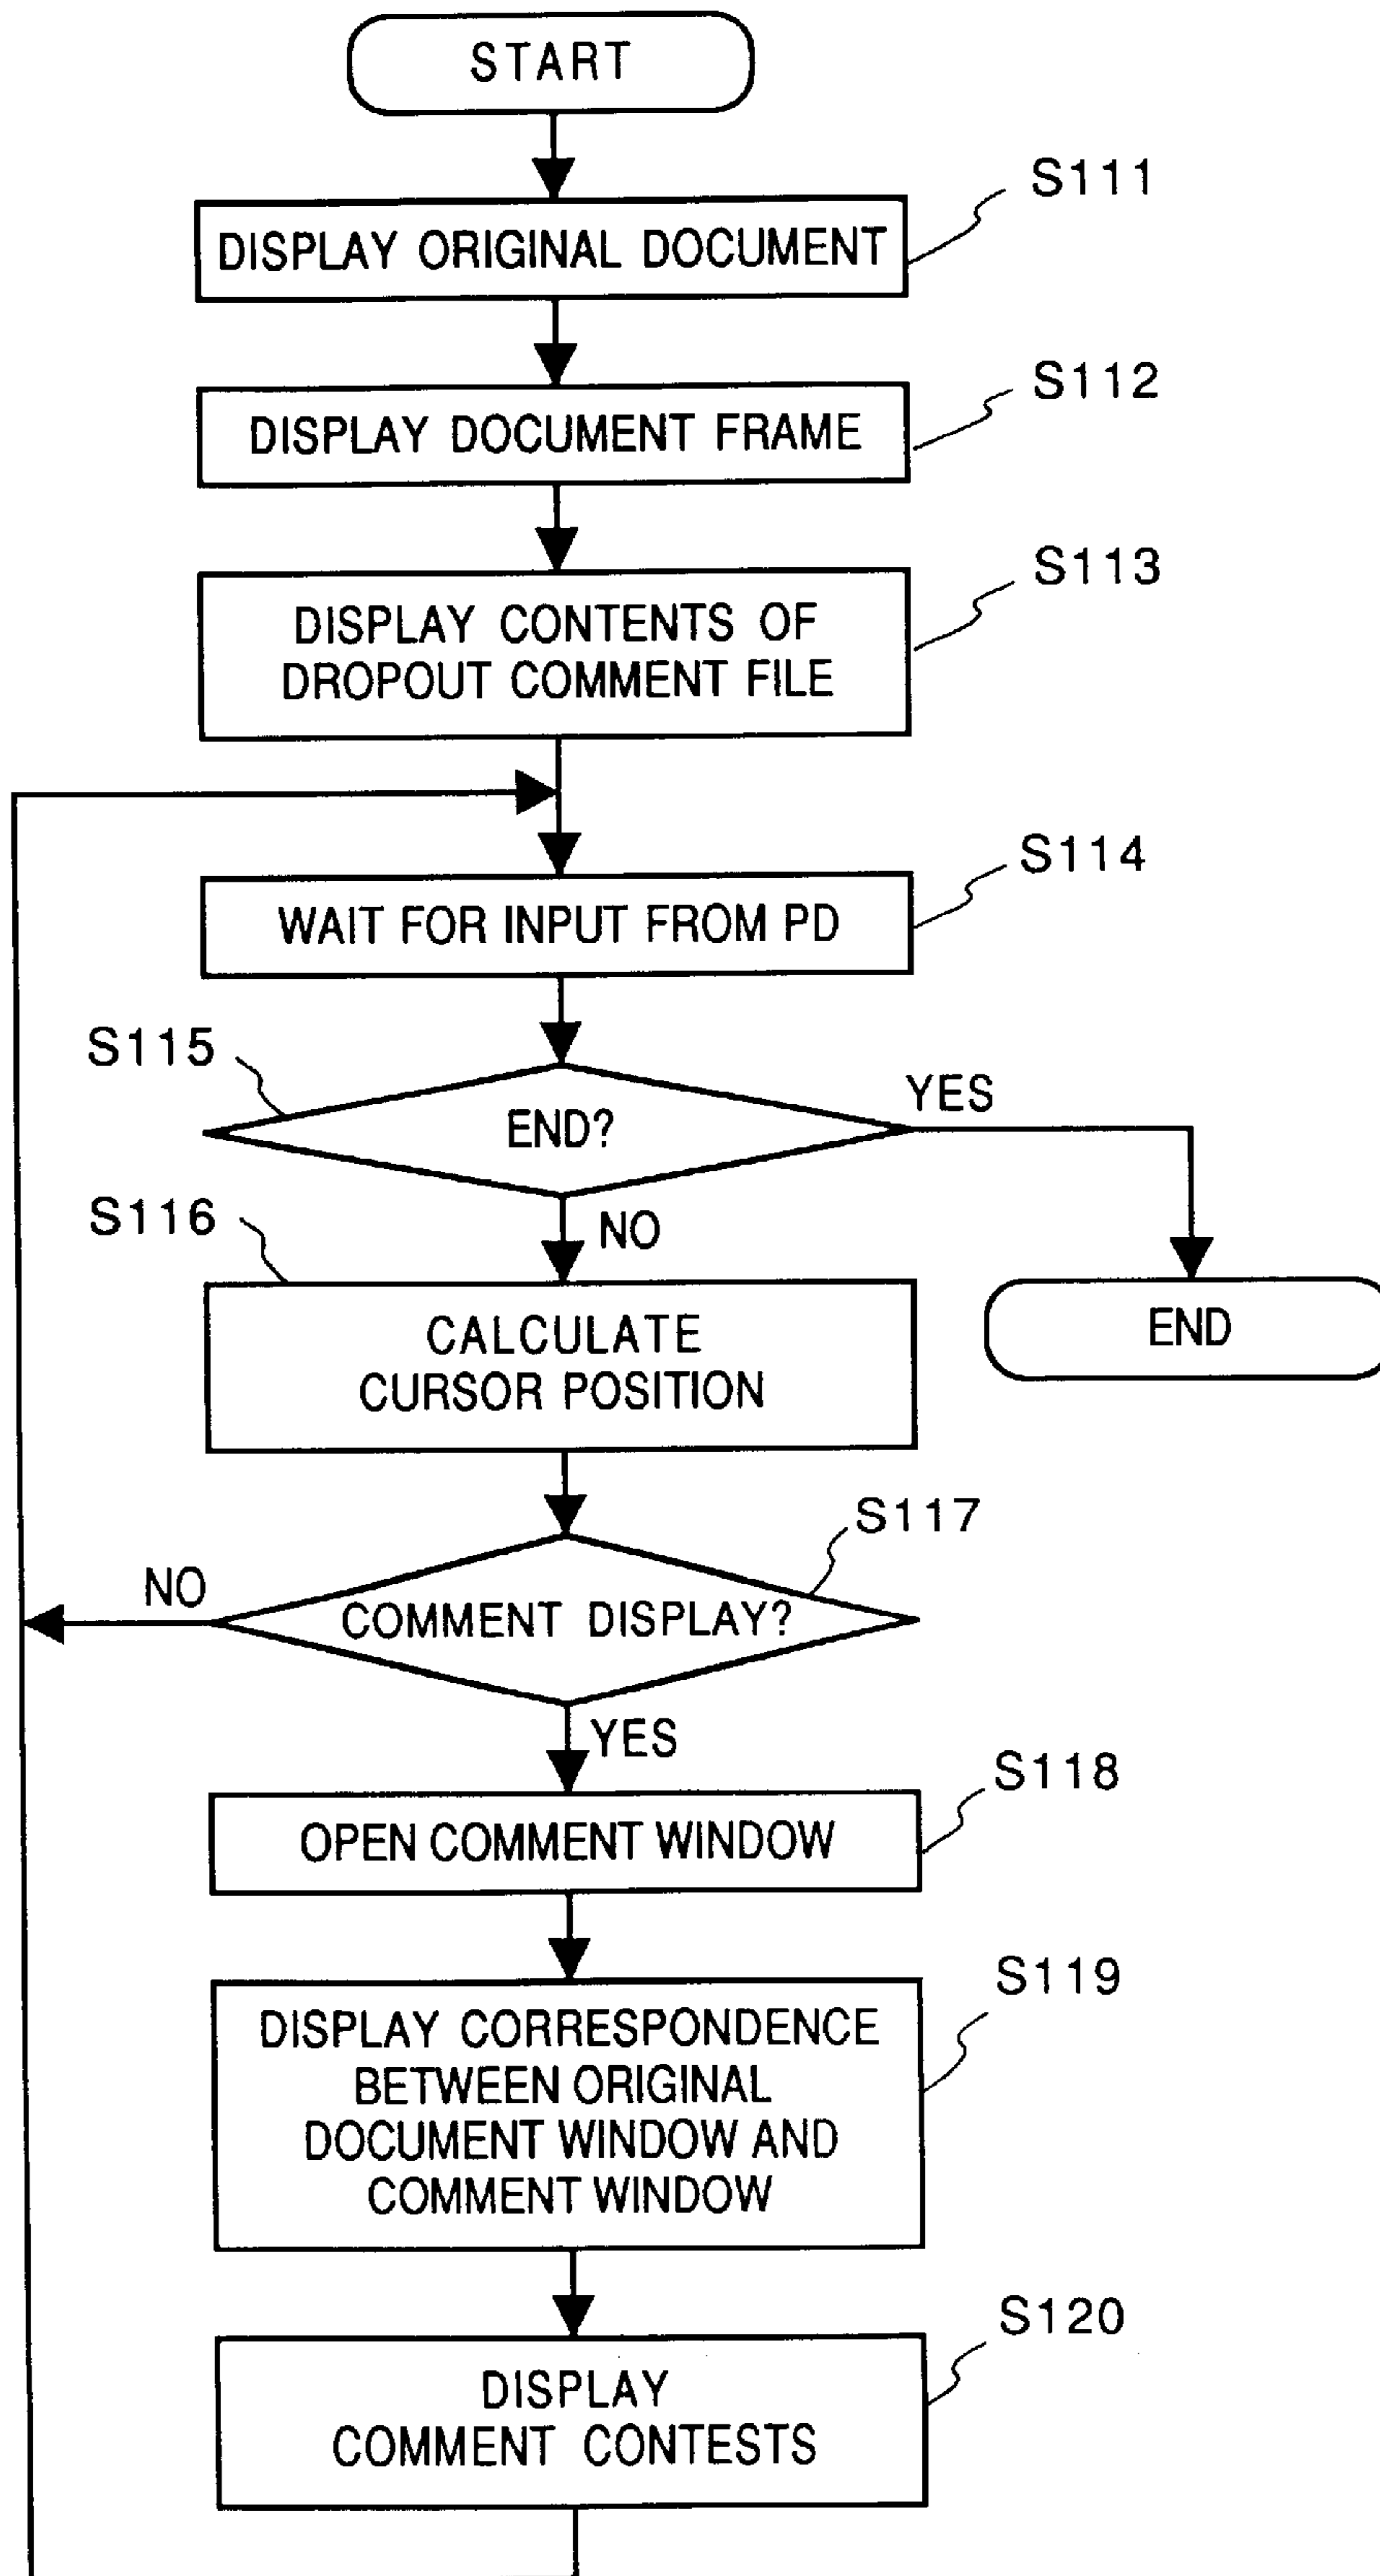 START
S111
DISPLAY ORIGINAL DOCUMENT
S112
DISPLAY DOCUMENT FRAME
S113
DISPLAY CONTENTS OF
DROPOUT COMMENT FILE
S114
WAIT FOR INPUT FROM PD
S115
END?
YES
NO
S116
CALCULATE
CURSOR POSITION
END
S117
COMMENT DISPLAY?
NO
YES
S118
OPEN COMMENT WINDOW
S119
DISPLAY CORRESPONDENCE
BETWEEN ORIGINAL
DOCUMENT WINDOW AND
COMMENT WINDOW
S120
DISPLAY
COMMENT CONTESTS